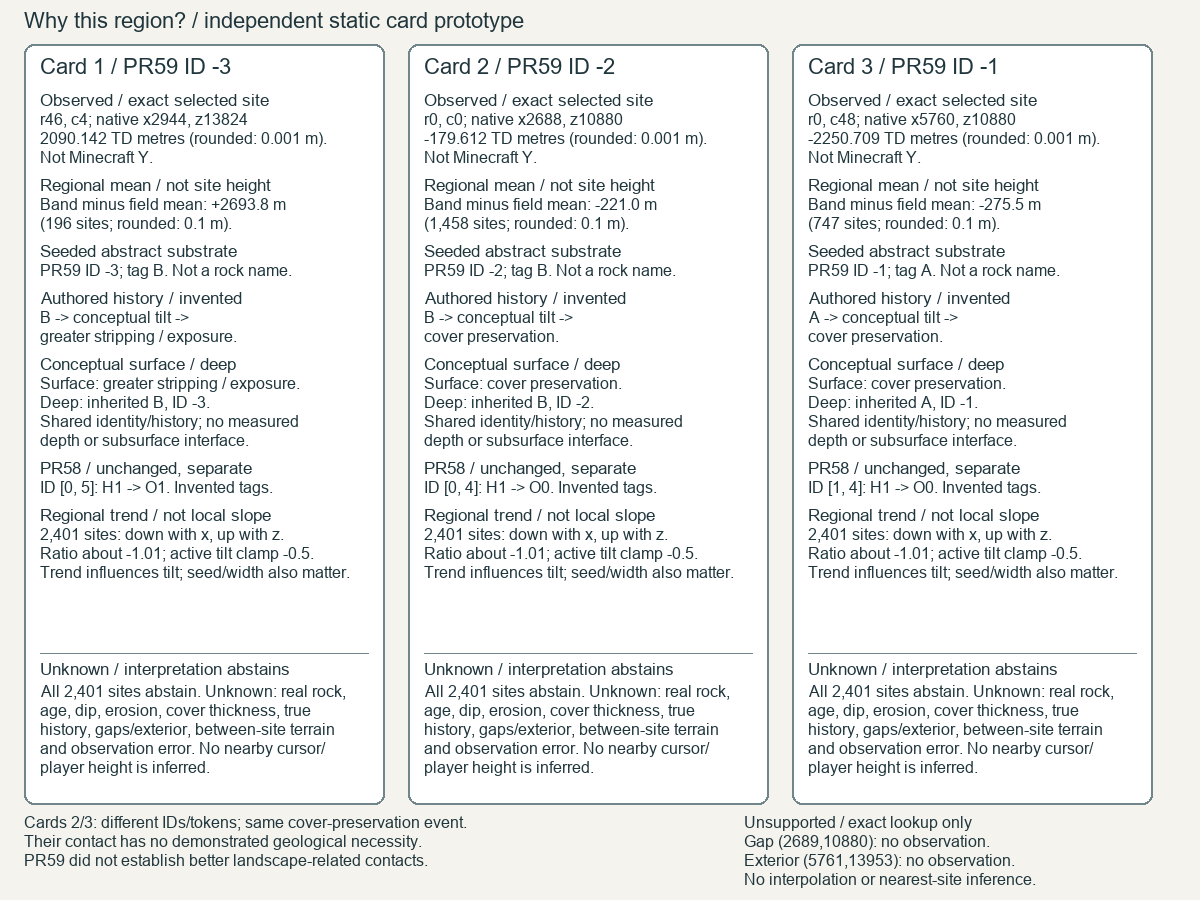 Why this region? / independent static card prototype
Card 1 / PR59 ID -3
Observed / exact selected site
r46, c4; native x2944, z13824
2090.142 TD metres (rounded: 0.001 m).
Not Minecraft Y.
Regional mean / not site height
Band minus field mean: +2693.8 m
(196 sites; rounded: 0.1 m).
Seeded abstract substrate
PR59 ID -3; tag B. Not a rock name.
Authored history / invented
B -> conceptual tilt ->
greater stripping / exposure.
Conceptual surface / deep
Surface: greater stripping / exposure.
Deep: inherited B, ID -3.
Shared identity/history; no measured
depth or subsurface interface.
PR58 / unchanged, separate
ID [0, 5]: H1 -> O1. Invented tags.
Regional trend / not local slope
2,401 sites: down with x, up with z.
Ratio about -1.01; active tilt clamp -0.5.
Trend influences tilt; seed/width also matter.
Unknown / interpretation abstains
All 2,401 sites abstain. Unknown: real rock,
age, dip, erosion, cover thickness, true
history, gaps/exterior, between-site terrain
and observation error. No nearby cursor/
player height is inferred.
Card 2 / PR59 ID -2
Observed / exact selected site
r0, c0; native x2688, z10880
-179.612 TD metres (rounded: 0.001 m).
Not Minecraft Y.
Regional mean / not site height
Band minus field mean: -221.0 m
(1,458 sites; rounded: 0.1 m).
Seeded abstract substrate
PR59 ID -2; tag B. Not a rock name.
Authored history / invented
B -> conceptual tilt ->
cover preservation.
Conceptual surface / deep
Surface: cover preservation.
Deep: inherited B, ID -2.
Shared identity/history; no measured
depth or subsurface interface.
PR58 / unchanged, separate
ID [0, 4]: H1 -> O0. Invented tags.
Regional trend / not local slope
2,401 sites: down with x, up with z.
Ratio about -1.01; active tilt clamp -0.5.
Trend influences tilt; seed/width also matter.
Unknown / interpretation abstains
All 2,401 sites abstain. Unknown: real rock,
age, dip, erosion, cover thickness, true
history, gaps/exterior, between-site terrain
and observation error. No nearby cursor/
player height is inferred.
Card 3 / PR59 ID -1
Observed / exact selected site
r0, c48; native x5760, z10880
-2250.709 TD metres (rounded: 0.001 m).
Not Minecraft Y.
Regional mean / not site height
Band minus field mean: -275.5 m
(747 sites; rounded: 0.1 m).
Seeded abstract substrate
PR59 ID -1; tag A. Not a rock name.
Authored history / invented
A -> conceptual tilt ->
cover preservation.
Conceptual surface / deep
Surface: cover preservation.
Deep: inherited A, ID -1.
Shared identity/history; no measured
depth or subsurface interface.
PR58 / unchanged, separate
ID [1, 4]: H1 -> O0. Invented tags.
Regional trend / not local slope
2,401 sites: down with x, up with z.
Ratio about -1.01; active tilt clamp -0.5.
Trend influences tilt; seed/width also matter.
Unknown / interpretation abstains
All 2,401 sites abstain. Unknown: real rock,
age, dip, erosion, cover thickness, true
history, gaps/exterior, between-site terrain
and observation error. No nearby cursor/
player height is inferred.
Cards 2/3: different IDs/tokens; same cover-preservation event.
Their contact has no demonstrated geological necessity.
PR59 did not establish better landscape-related contacts.
Unsupported / exact lookup only
Gap (2689,10880): no observation.
Exterior (5761,13953): no observation.
No interpolation or nearest-site inference.